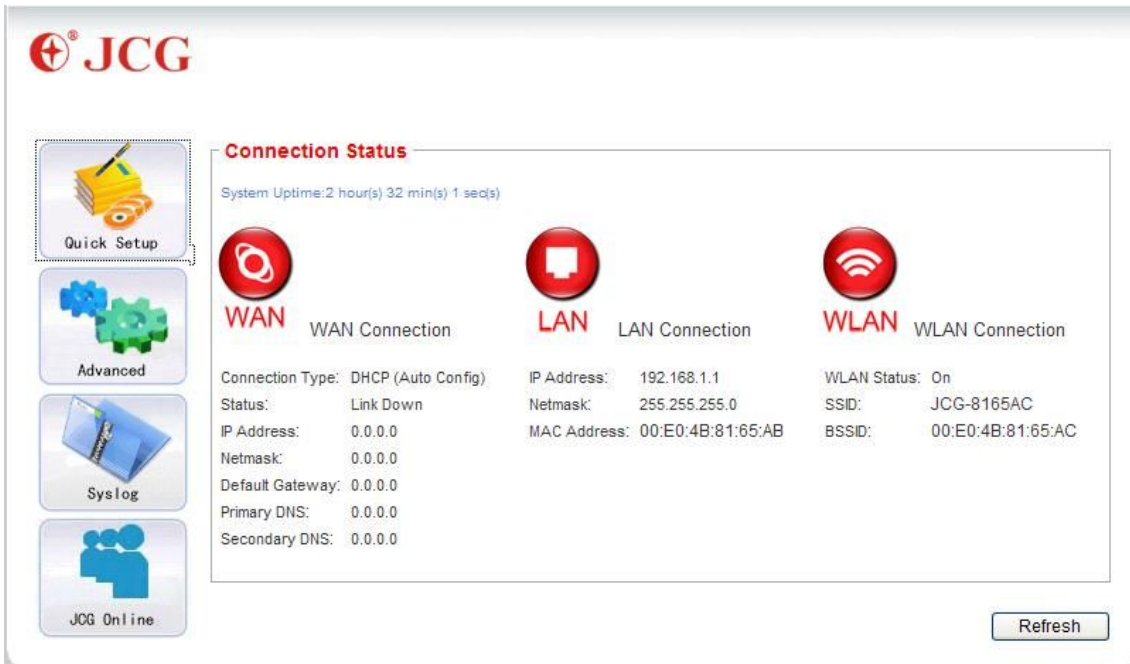 ® JCG
Quick Setup
Advanced
Syslog
JCG Online
Connection Status
System Uptime:2 hour(s) 32 min(s) 1 sec(s)
WAN WAN Connection
Connection Type: DHCP (Auto Config)
Status: Link Down
IP Address: 0.0.0.0
Netmask: 0.0.0.0
Default Gateway: 0.0.0.0
Primary DNS: 0.0.0.0
Secondary DNS: 0.0.0.0
LAN LAN Connection
IP Address: 192.168.1.1
Netmask: 255.255.255.0
MAC Address: 00:E0:4B:81:65:AB
WLAN WLAN Connection
WLAN Status: On
SSID: JCG-8165AC
BSSID: 00:E0:4B:81:65:AC
Refresh